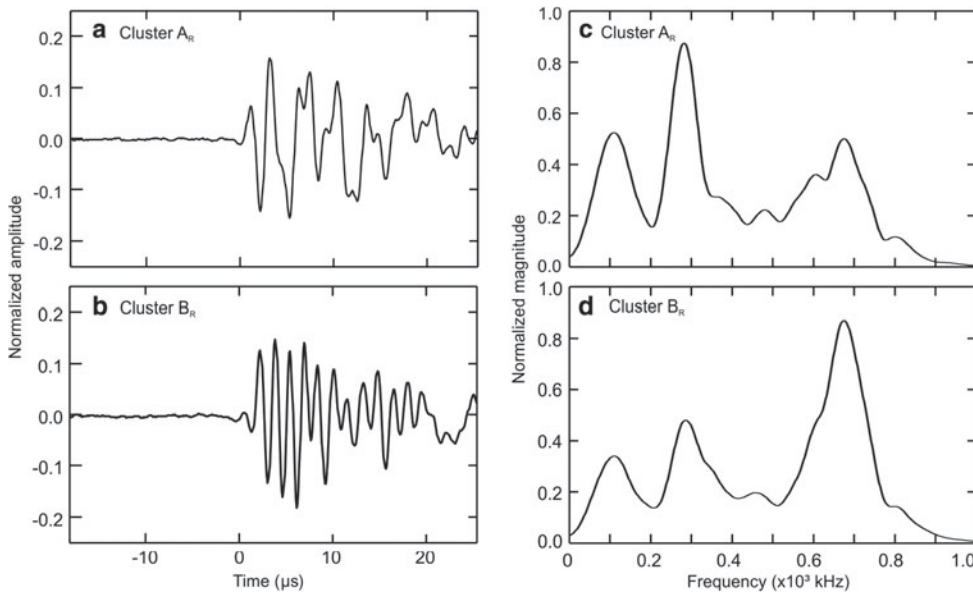 a Cluster A_R
0.2
0.1
0.0
-0.1
-0.2
b Cluster B_R
0.2
0.1
0.0
-0.1
-0.2
Normalized amplitude
-10 0 10 20
Time (µs)
c Cluster A_R
1.0
0.8
0.6
0.4
0.2
0.0
d Cluster B_R
1.0
0.8
0.6
0.4
0.2
0.0
Normalized magnitude
0 0.2 0.4 0.6 0.8 1.0
Frequency (x10³ kHz)